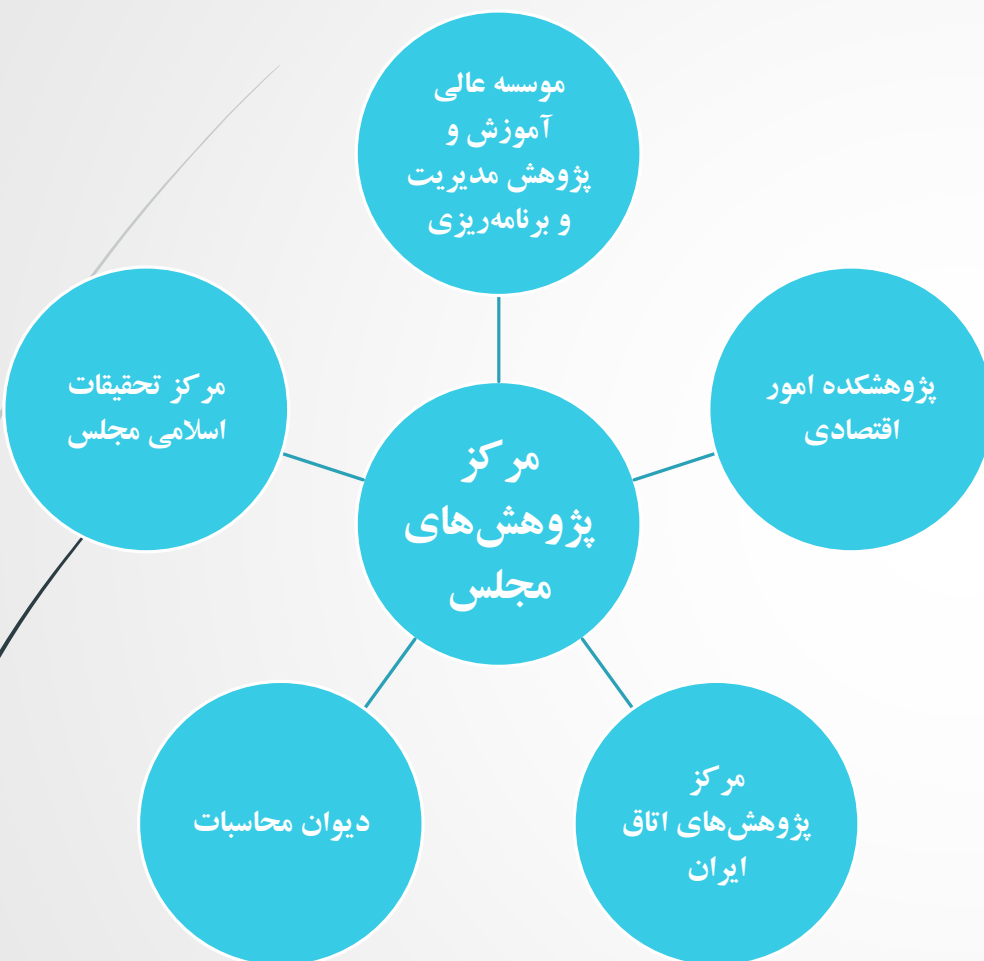 موسسه عالی
آموزش و
پژوهش مدیریت
و برنامه‌ریزی
پژوهشکده امور
اقتصادی
مرکز تحقیقات
اسلامی مجلس
مرکز
پژوهش‌های
مجلس
مرکز
پژوهش‌های اتاق
ایران
دیوان محاسبات